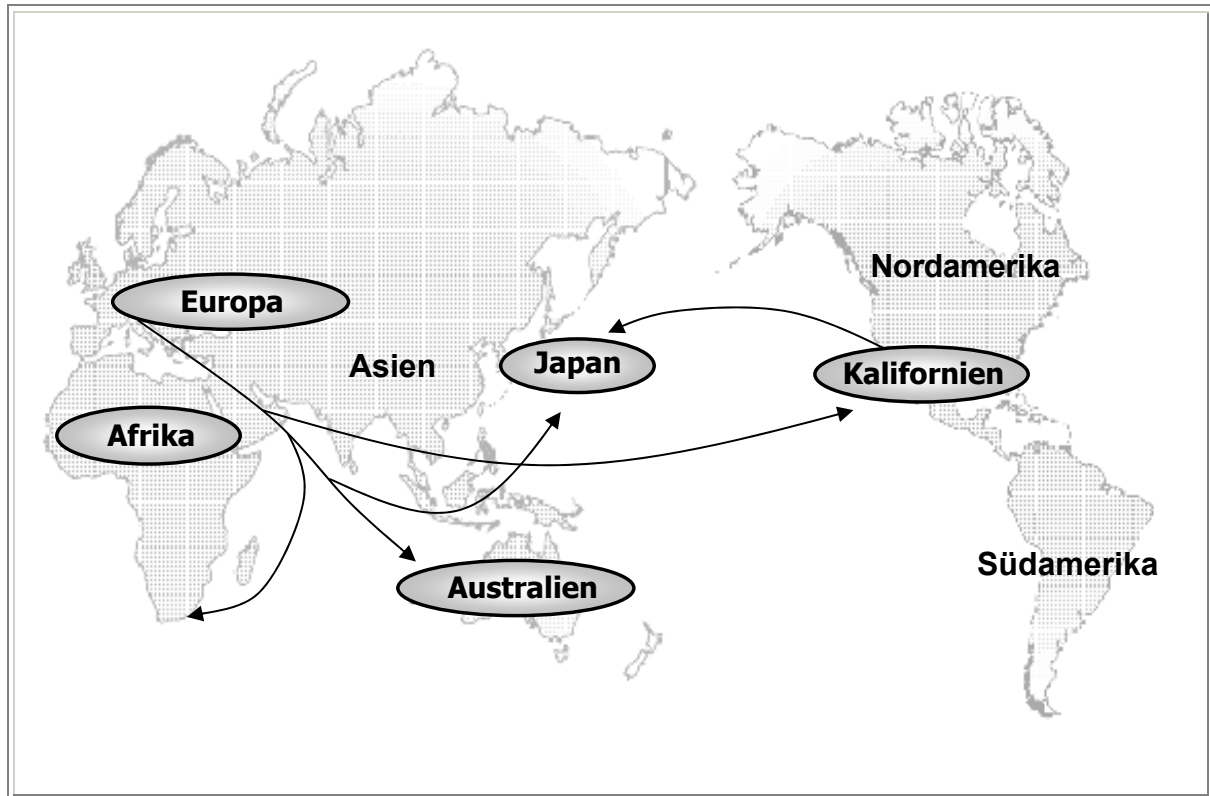 Nordamerika
Europa
Asien
Japan
Kalifornien
Afrika
Südamerika
Australien